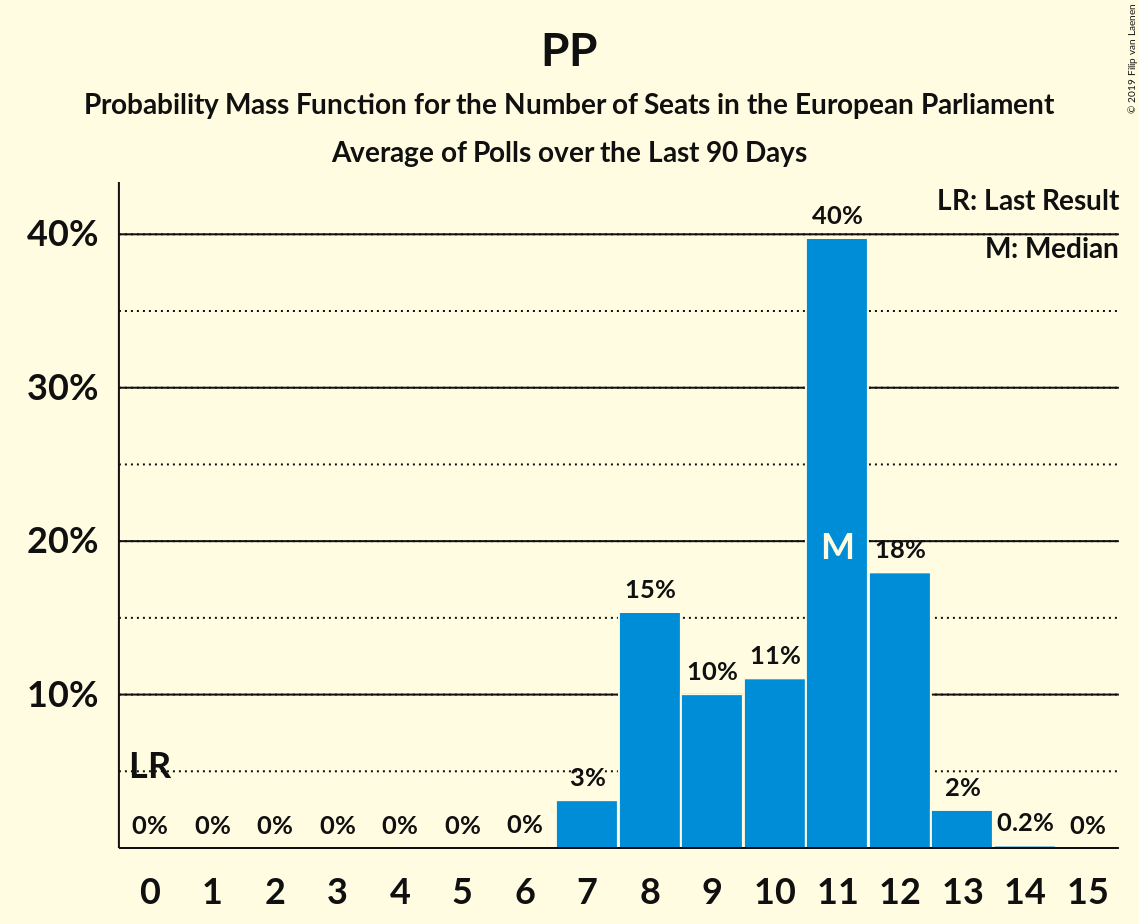 PP
Probability Mass Function for the Number of Seats in the European Parliament
Average of Polls over the Last 90 Days
© 2019 Filip van Laenen
LR: Last Result
M: Median
40%
30%
20%
10%
LR
0%
0%
0%
0%
0%
0%
0%
3%
15%
10%
11%
40%
M
18%
2%
0.2%
0%
0 1 2 3 4 5 6 7 8 9 10 11 12 13 14 15